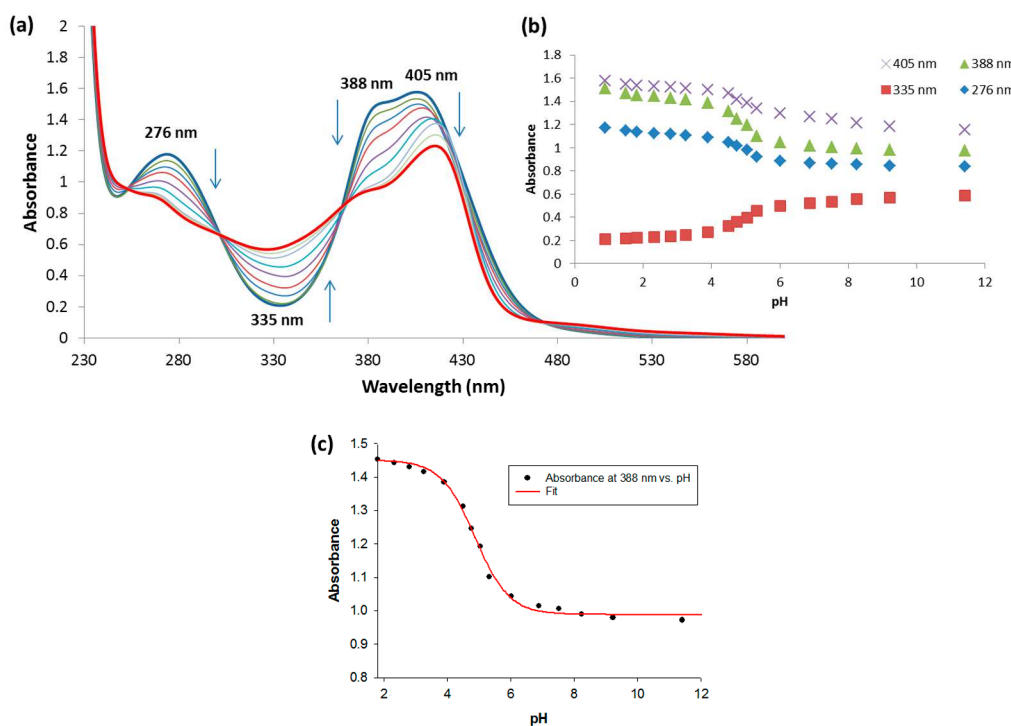 (a)
2
1.8
1.6
1.4
1.2
1
0.8
0.6
0.4
0.2
0
Absorbance
276 nm
388 nm
405 nm
335 nm
230 280 330 380 430 480 530 580
Wavelength (nm)
(b)
1.8
1.6
1.4
1.2
1
0.8
0.6
0.4
0.2
0
Absorbance
405 nm 388 nm
335 nm 276 nm
0 2 4 6 8 10 12
pH
(c)
1.5
1.4
1.3
1.2
1.1
1.0
0.9
0.8
Absorbance
Absorbance at 388 nm vs. pH
Fit
2 4 6 8 10 12
pH